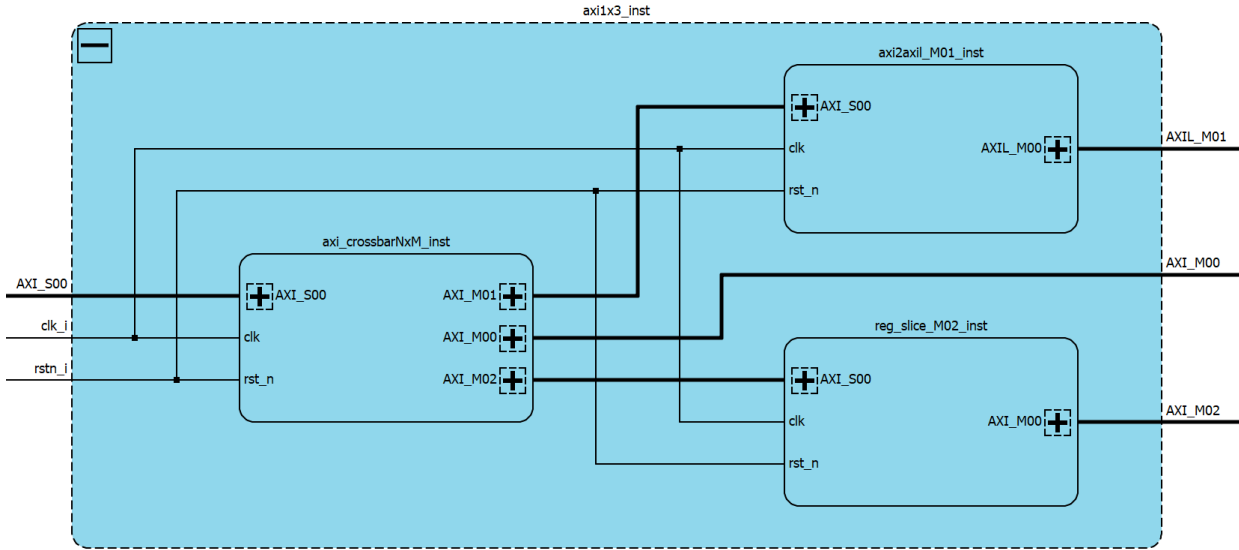 axi1x3_inst
axi2axil_M01_inst
AXI_S00
clk
rst_n
AXIL_M00
AXIL_M01
axi_crossbarNxM_inst
AXI_S00
clk_i
rstn_i
AXI_S00
clk
rst_n
AXI_M01
AXI_M00
AXI_M02
AXI_M00
reg_slice_M02_inst
AXI_S00
clk
rst_n
AXI_M00
AXI_M02